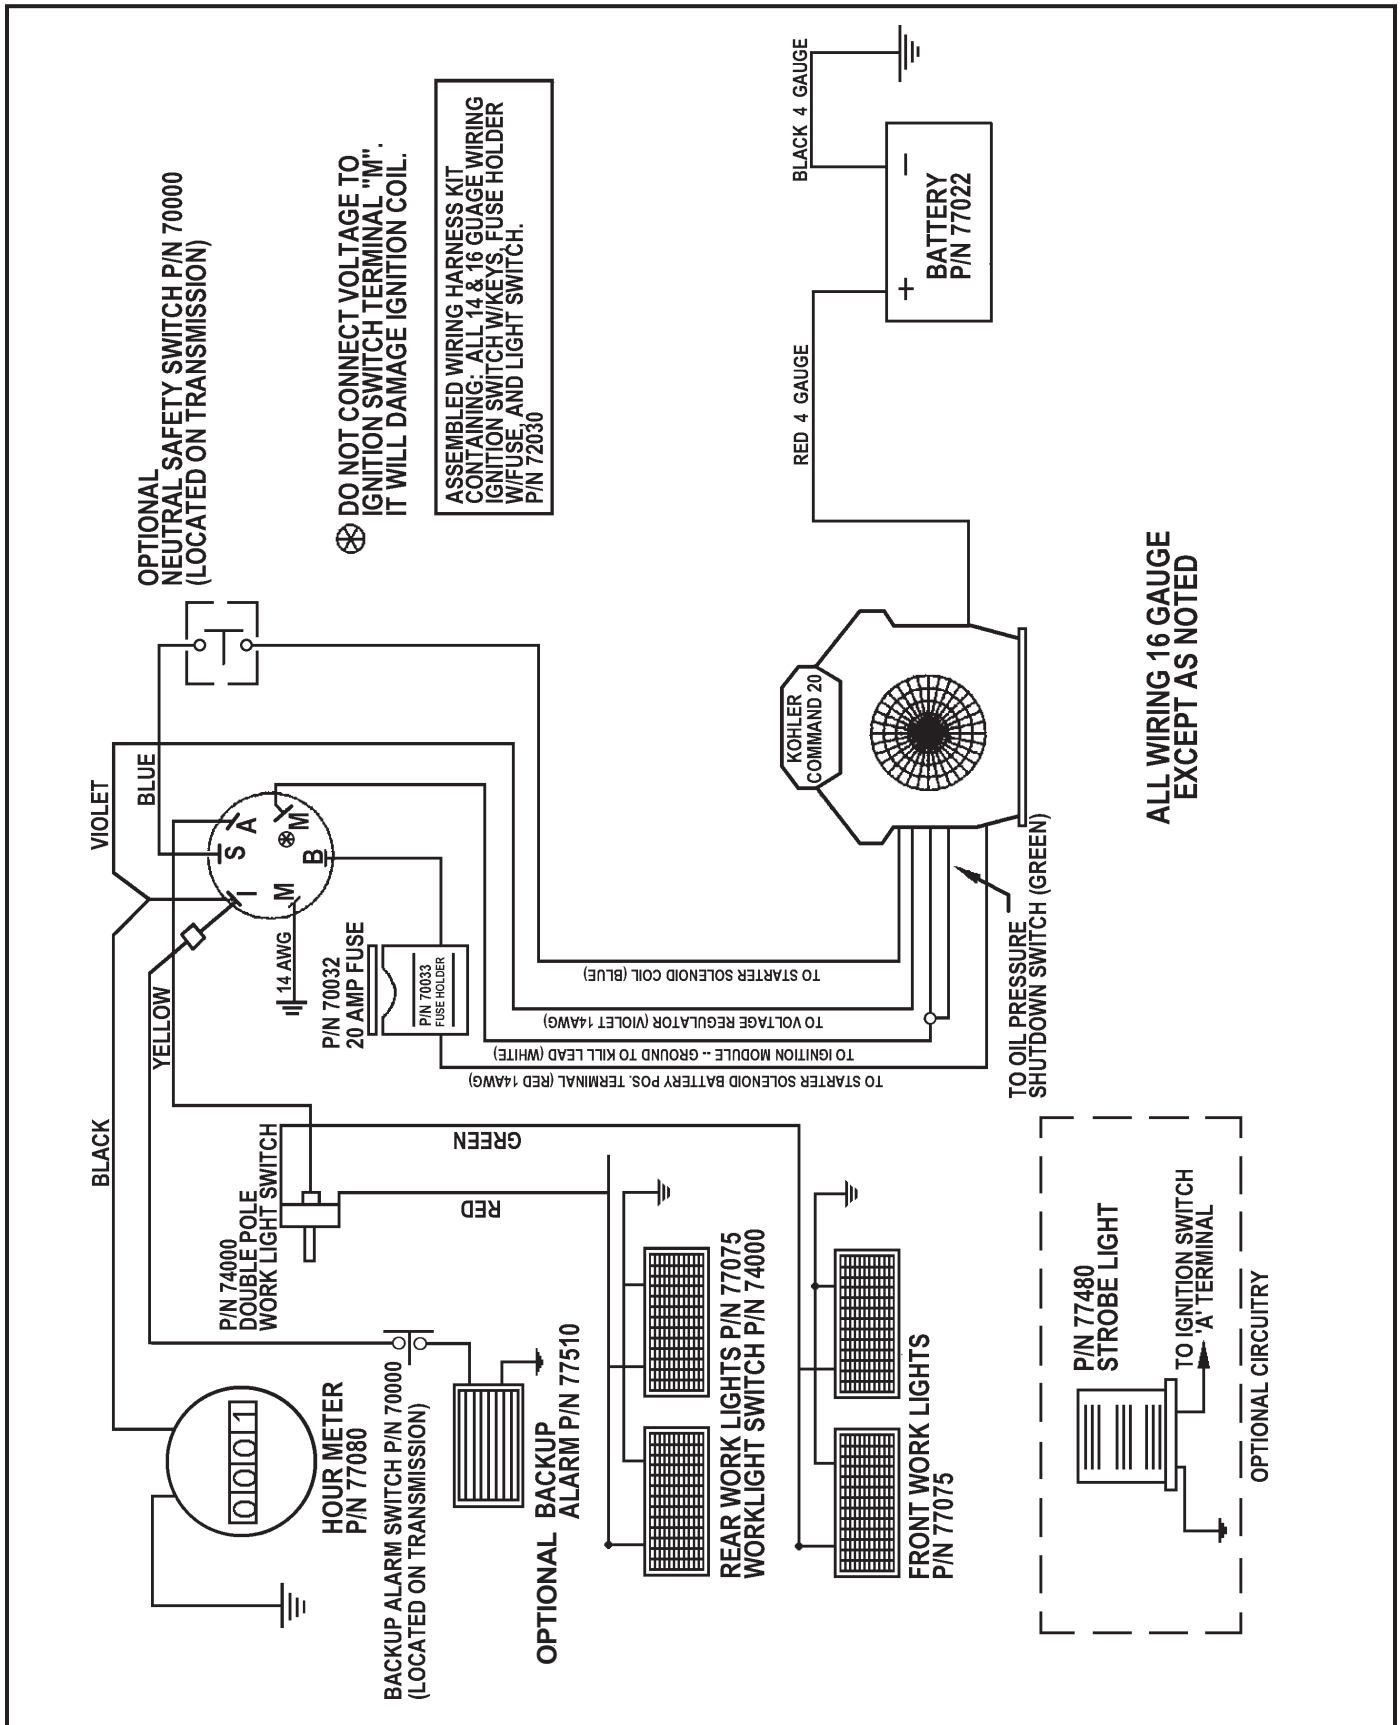 OPTIONAL
NEUTRAL SAFETY SWITCH P/N 70000
(LOCATED ON TRANSMISSION)
DO NOT CONNECT VOLTAGE TO
IGNITION SWITCH TERMINAL "M".
IT WILL DAMAGE IGNITION COIL.
ASSEMBLED WIRING HARNESS KIT
CONTAINING: ALL 14 & 16 GUAGE WIRING
IGNITION SWITCH W/KEYS, FUSE HOLDER
W/FUSE, AND LIGHT SWITCH.
P/N 72030
BLACK 4 GAUGE
RED 4 GAUGE
–
+
BATTERY
P/N 77022
VIOLET
BLUE
YELLOW
BLACK
A
S
I
M
M
B
14 AWG
P/N 70032
20 AMP FUSE
P/N 70033
FUSE HOLDER
KOHLER
COMMAND 20
TO STARTER SOLENOID COIL (BLUE)
TO VOLTAGE REGULATOR (VIOLET 14AWG)
TO IGNITION MODULE -- GROUND TO KILL LEAD (WHITE)
TO STARTER SOLENOID BATTERY POS. TERMINAL (RED 14AWG)
TO OIL PRESSURE
SHUTDOWN SWITCH (GREEN)
ALL WIRING 16 GAUGE
EXCEPT AS NOTED
P/N 74000
DOUBLE POLE
WORK LIGHT SWITCH
GREEN
RED
00001
HOUR METER
P/N 77080
BACKUP ALARM SWITCH P/N 70000
(LOCATED ON TRANSMISSION)
OPTIONAL BACKUP
ALARM P/N 77510
REAR WORK LIGHTS P/N 77075
WORKLIGHT SWITCH P/N 74000
FRONT WORK LIGHTS
P/N 77075
P/N 77480
STROBE LIGHT
TO IGNITION SWITCH
'A' TERMINAL
OPTIONAL CIRCUITRY